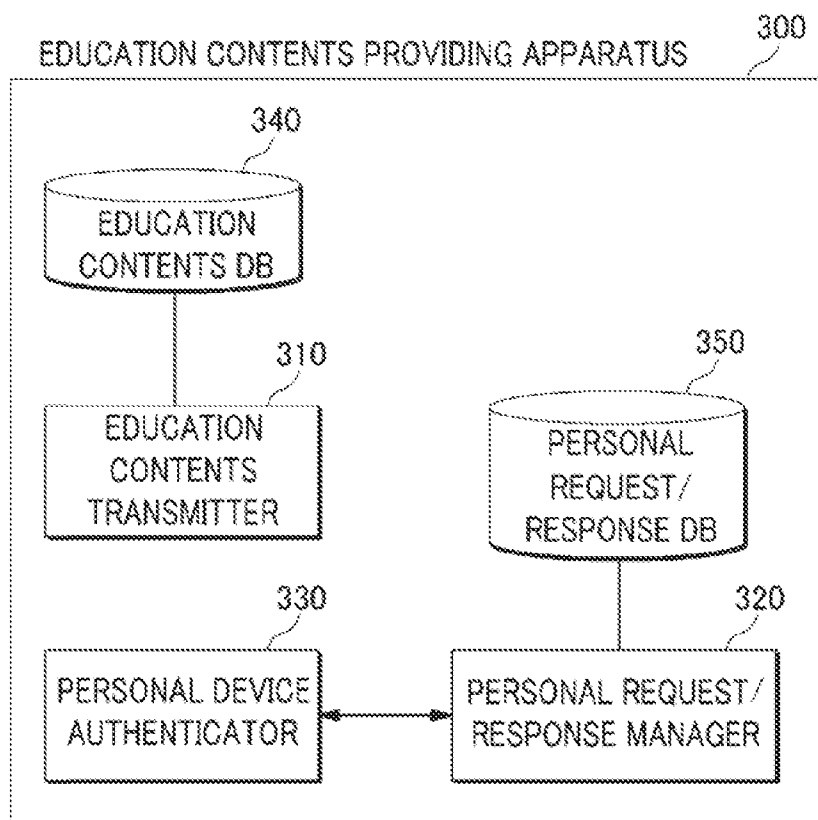 EDUCATION CONTENTS PROVIDING APPARATUS
300
340
EDUCATION
CONTENTS DB
310
EDUCATION
CONTENTS
TRANSMITTER
350
PERSONAL
REQUEST/
RESPONSE DB
330
PERSONAL DEVICE
AUTHENTICATOR
320
PERSONAL REQUEST/
RESPONSE MANAGER